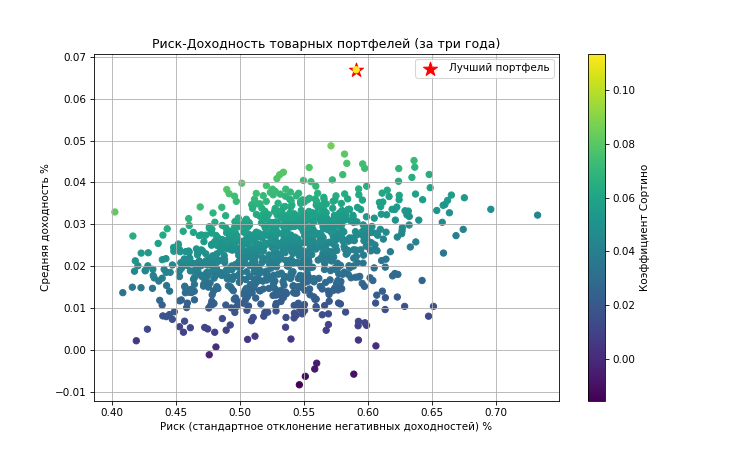 Риск-Доходность товарных портфелей (за три года)
Лучший портфель
Средняя доходность %
0.07
0.06
0.05
0.04
0.03
0.02
0.01
0.00
−0.01
0.40 0.45 0.50 0.55 0.60 0.65 0.70
Риск (стандартное отклонение негативных доходностей) %
0.10
0.08
0.06
0.04
0.02
0.00
Коэффициент Сортино